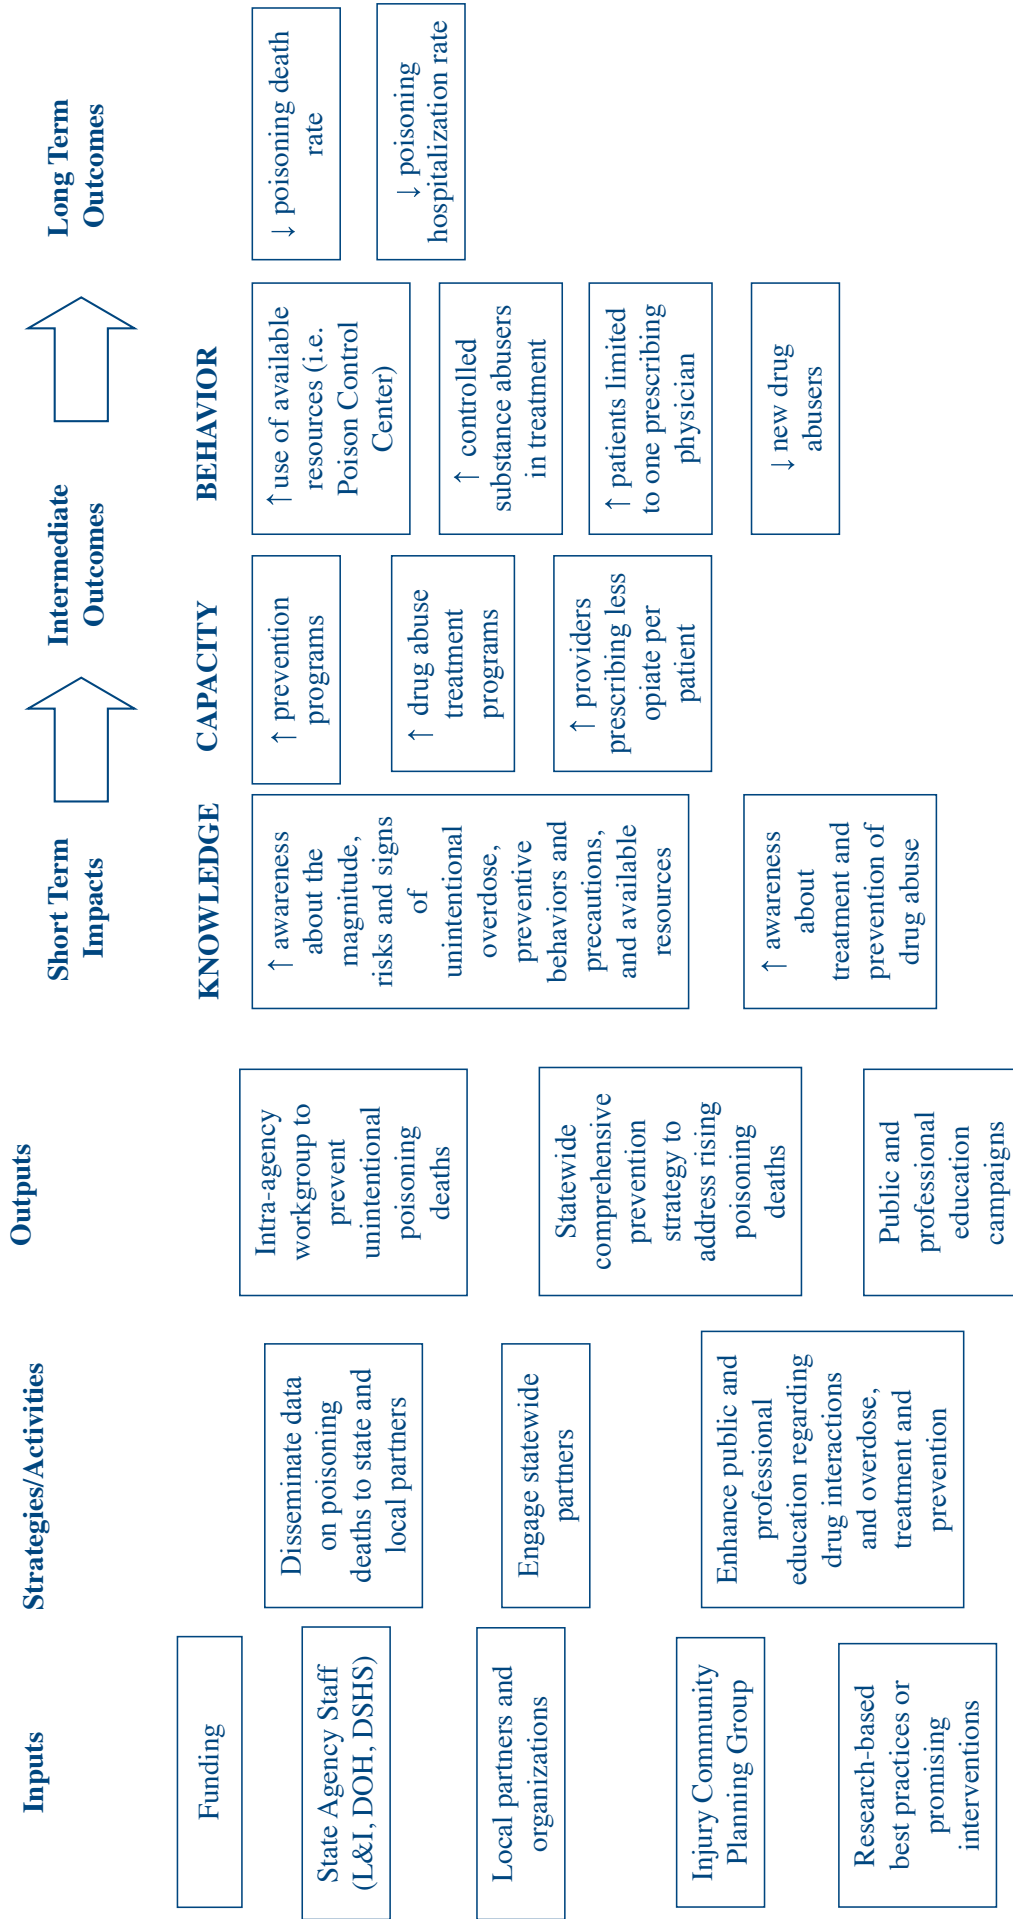 Inputs
Funding
State Agency Staff
(L&I, DOH, DSHS)
Local partners and
organizations
Injury Community
Planning Group
Research-based
best practices or
promising
interventions
Strategies/Activities
Disseminate data
on poisoning
deaths to state and
local partners
Engage statewide
partners
Enhance public and
professional
education regarding
drug interactions
and overdose,
treatment and
prevention
Outputs
Intra-agency
workgroup to
prevent
unintentional
poisoning
deaths
Statewide
comprehensive
prevention
strategy to
address rising
poisoning
deaths
Public and
professional
education
campaigns
Short Term
Impacts
KNOWLEDGE
↑ awareness
about the
magnitude,
risks and signs
of
unintentional
overdose,
preventive
behaviors and
precautions,
and available
resources
↑ awareness
about
treatment and
prevention of
drug abuse
Intermediate
Outcomes
CAPACITY
↑ prevention
programs
↑ drug abuse
treatment
programs
↑ providers
prescribing less
opiate per
patient
BEHAVIOR
↑use of available
resources (i.e.
Poison Control
Center)
↑ controlled
substance abusers
in treatment
↑ patients limited
to one prescribing
physician
↓ new drug
abusers
Long Term
Outcomes
↓ poisoning death
rate
↓ poisoning
hospitalization rate